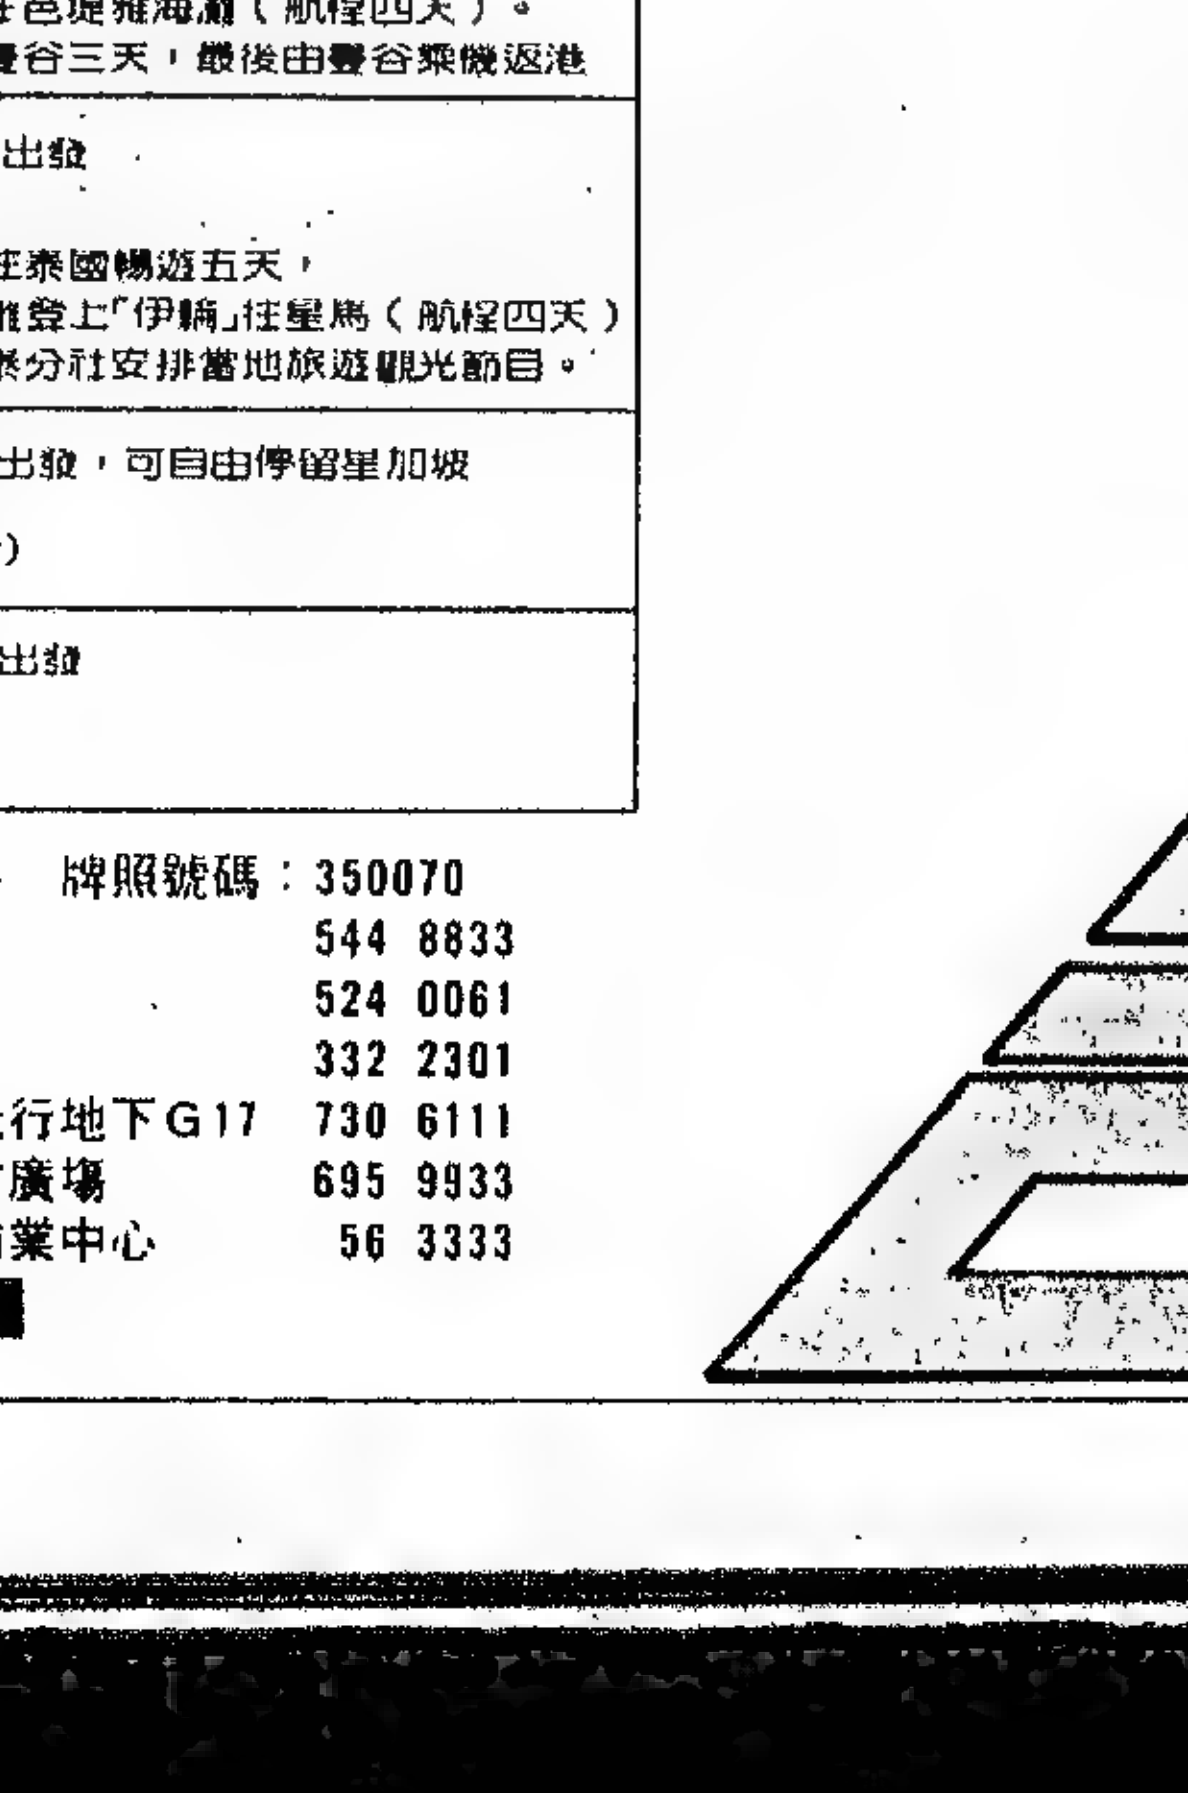 芭堤雅海灘（航程四天）。
曼谷三天，最後由曼谷乘機返港
出發
往泰國暢遊五天，
雅登上「伊輪」往星馬（航程四天）
泰分社安排當地旅遊觀光節目。
出發，可自由停留星加坡
)
出發
牌照號碼：350070
544 8833
524 0061
332 2301
行地下G17 730 6111
廣場 695 9933
業中心 56 3333